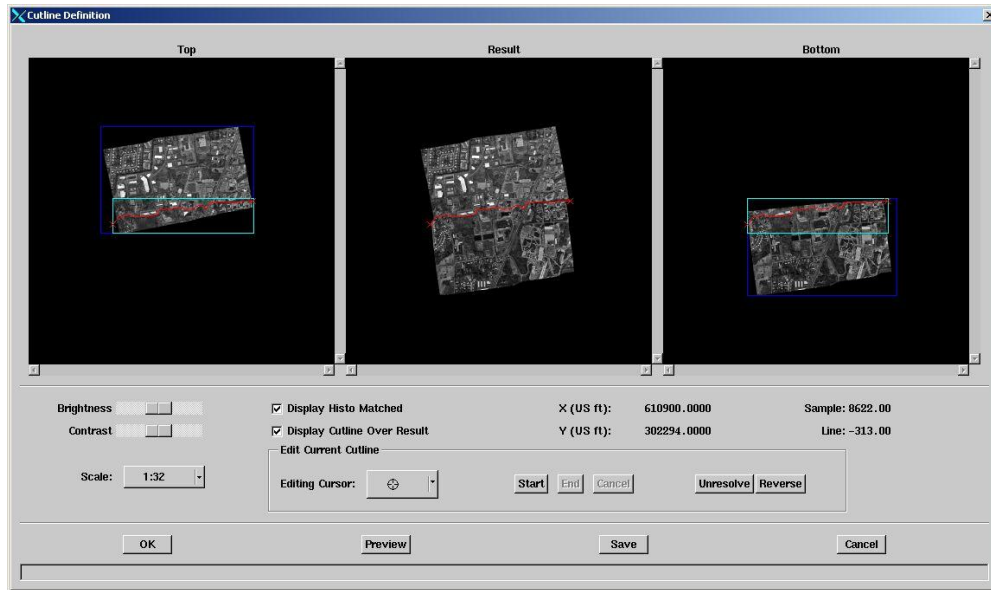 Cutline Definition
Top Result Bottom
Brightness Display Histo Matched X (US ft): 610900.0000 Sample: 8622.00
Contrast Display Cutline Over Result Y (US ft): 302294.0000 Line: -313.00
Edit Current Cutline
Scale: 1:32 Editing Cursor: Start End Cancel Unresolve Reverse
OK Preview Save Cancel